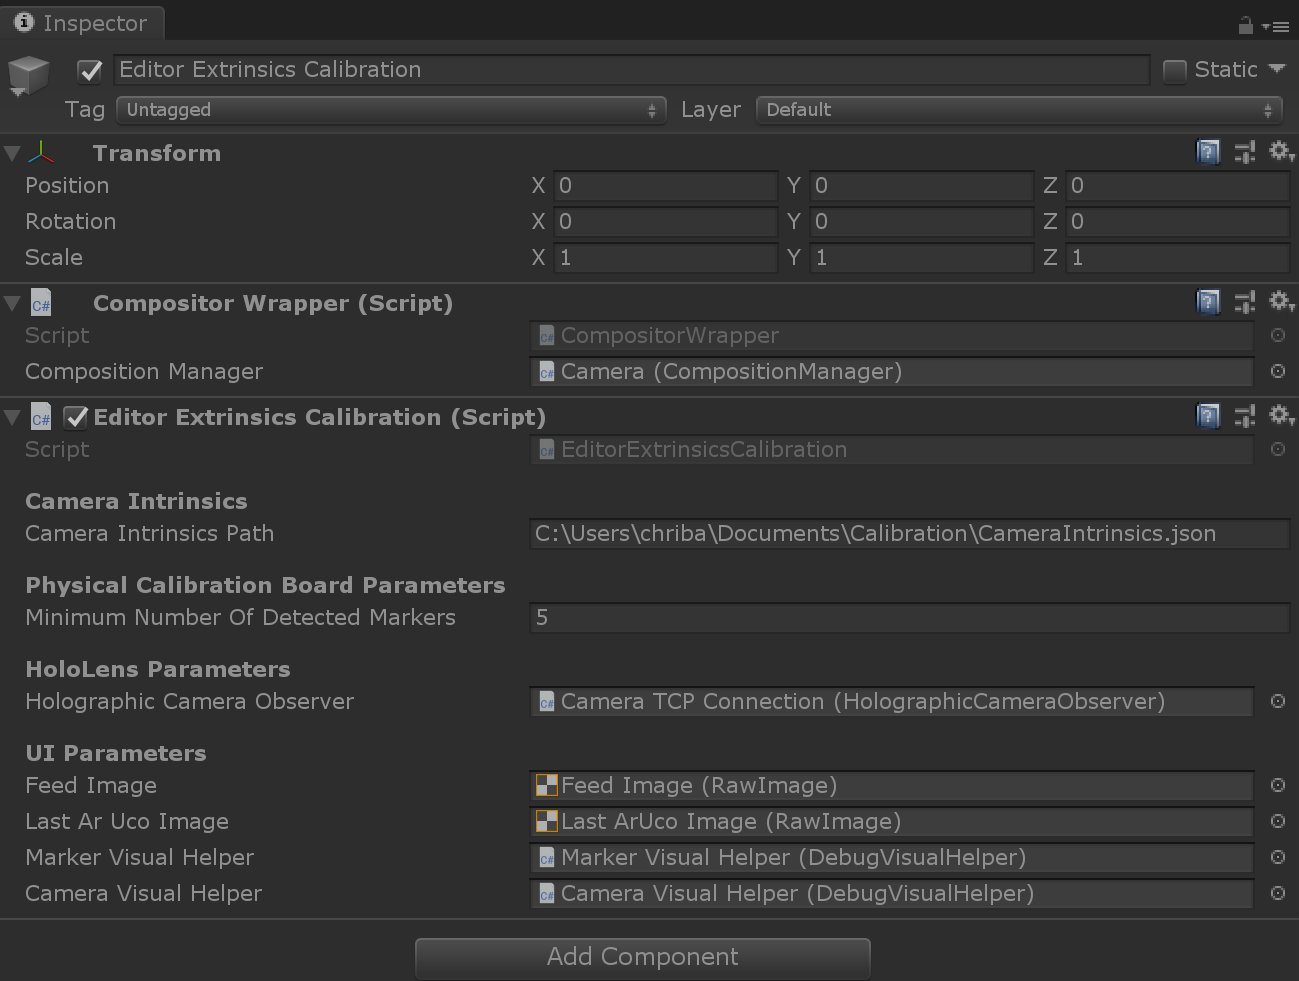 Inspector
Editor Extrinsics Calibration Static
Tag Untagged Layer Default
Transform
Position X 0 Y 0 Z 0
Rotation X 0 Y 0 Z 0
Scale X 1 Y 1 Z 1
C# Compositor Wrapper (Script)
Script C# CompositorWrapper
Composition Manager C# Camera (CompositionManager)
C# Editor Extrinsics Calibration (Script)
Script C# EditorExtrinsicsCalibration
Camera Intrinsics
Camera Intrinsics Path C:\Users\chriba\Documents\Calibration\CameraIntrinsics.json
Physical Calibration Board Parameters
Minimum Number Of Detected Markers 5
HoloLens Parameters
Holographic Camera Observer C# Camera TCP Connection (HolographicCameraObserver)
UI Parameters
Feed Image Feed Image (RawImage)
Last Ar Uco Image Last ArUco Image (RawImage)
Marker Visual Helper C# Marker Visual Helper (DebugVisualHelper)
Camera Visual Helper C# Camera Visual Helper (DebugVisualHelper)
Add Component